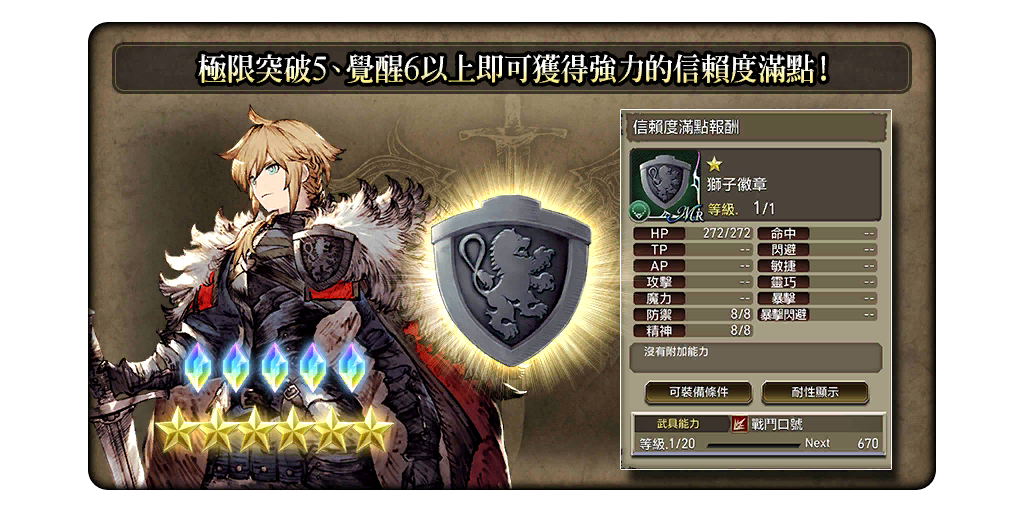 極限突破5、覺醒6以上即可獲得強力的信賴度滿點！
信賴度滿點報酬
獅子徽章
MR
等級. 1/1
HP 272/272 命中 --
TP -- 閃避 --
AP -- 敏捷 --
攻擊 -- 靈巧 --
魔力 -- 暴擊 --
防禦 8/8 暴擊閃避 --
精神 8/8
沒有附加能力
可裝備條件 耐性顯示
武具能力 戰鬥口號
等級.1/20 Next 670